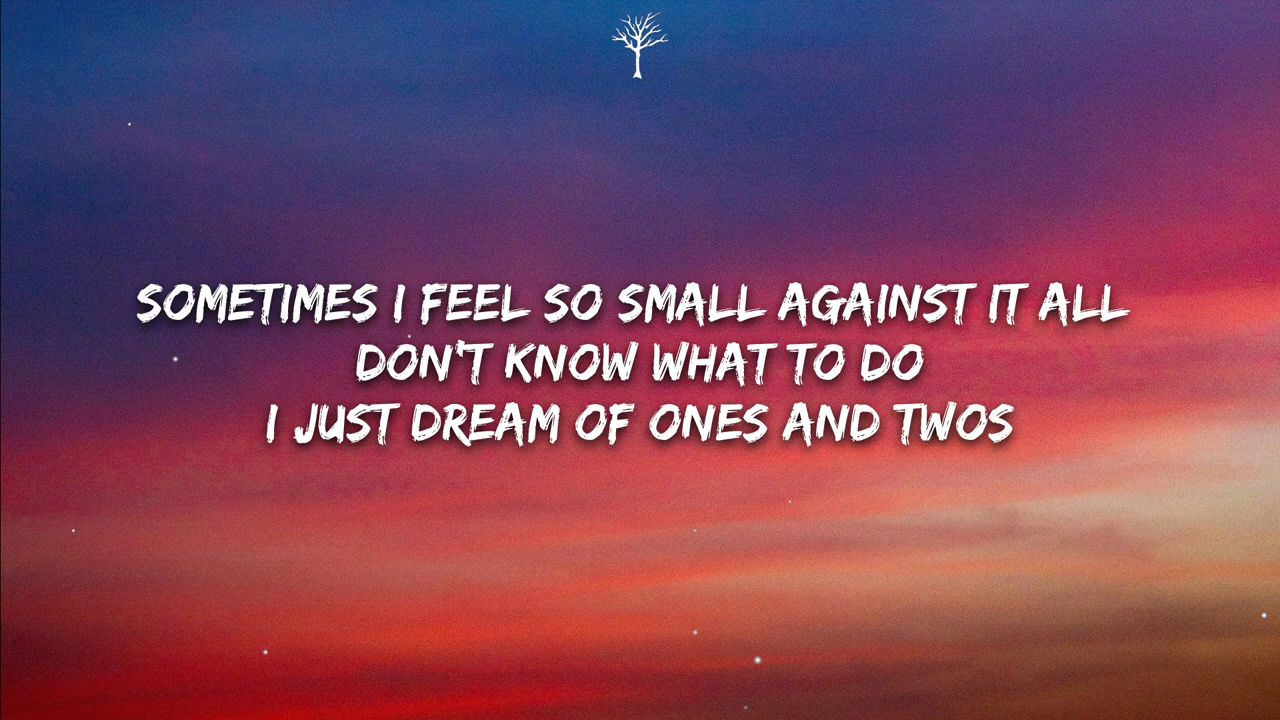 SOMETIMES I FEEL SO SMALL AGAINST IT ALL
DON'T KNOW WHAT TO DO
I JUST DREAM OF ONES AND TWOS